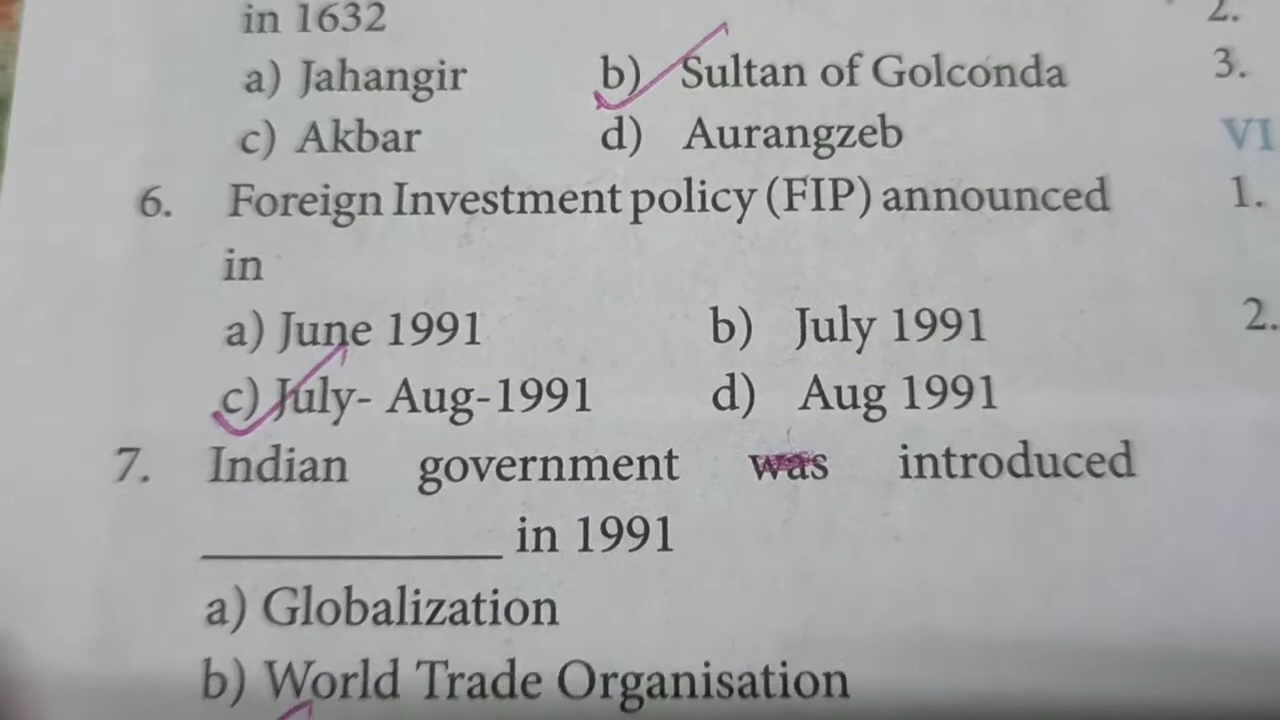 in 1632
a) Jahangir b) Sultan of Golconda
c) Akbar d) Aurangzeb
6. Foreign Investment policy (FIP) announced
in
a) June 1991 b) July 1991
c) July- Aug-1991 d) Aug 1991
7. Indian government was introduced
____________ in 1991
a) Globalization
b) World Trade Organisation
2.
3.
VI
1.
2.